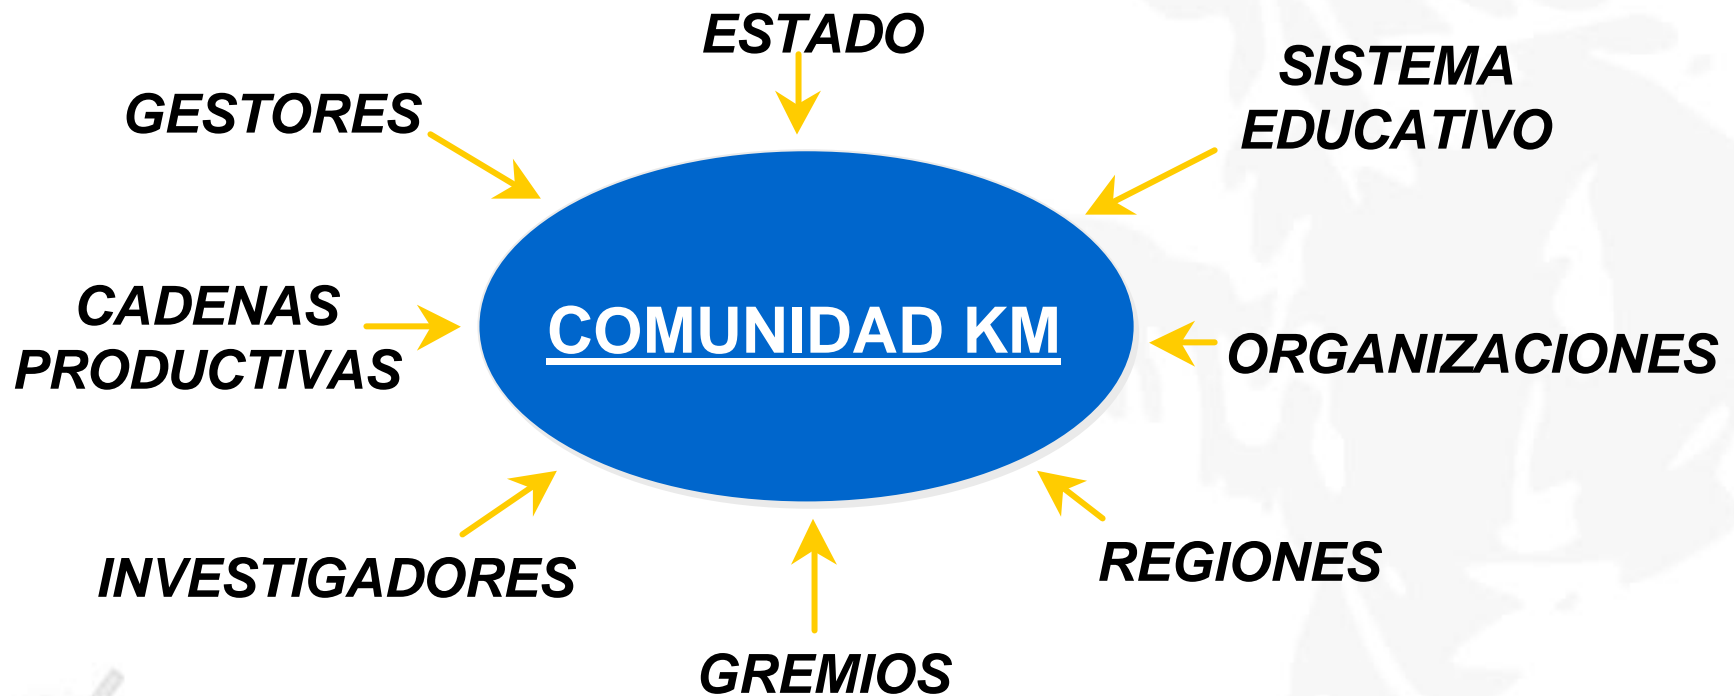 ESTADO
SISTEMA
EDUCATIVO
GESTORES
CADENAS
PRODUCTIVAS
COMUNIDAD KM
ORGANIZACIONES
INVESTIGADORES
REGIONES
GREMIOS